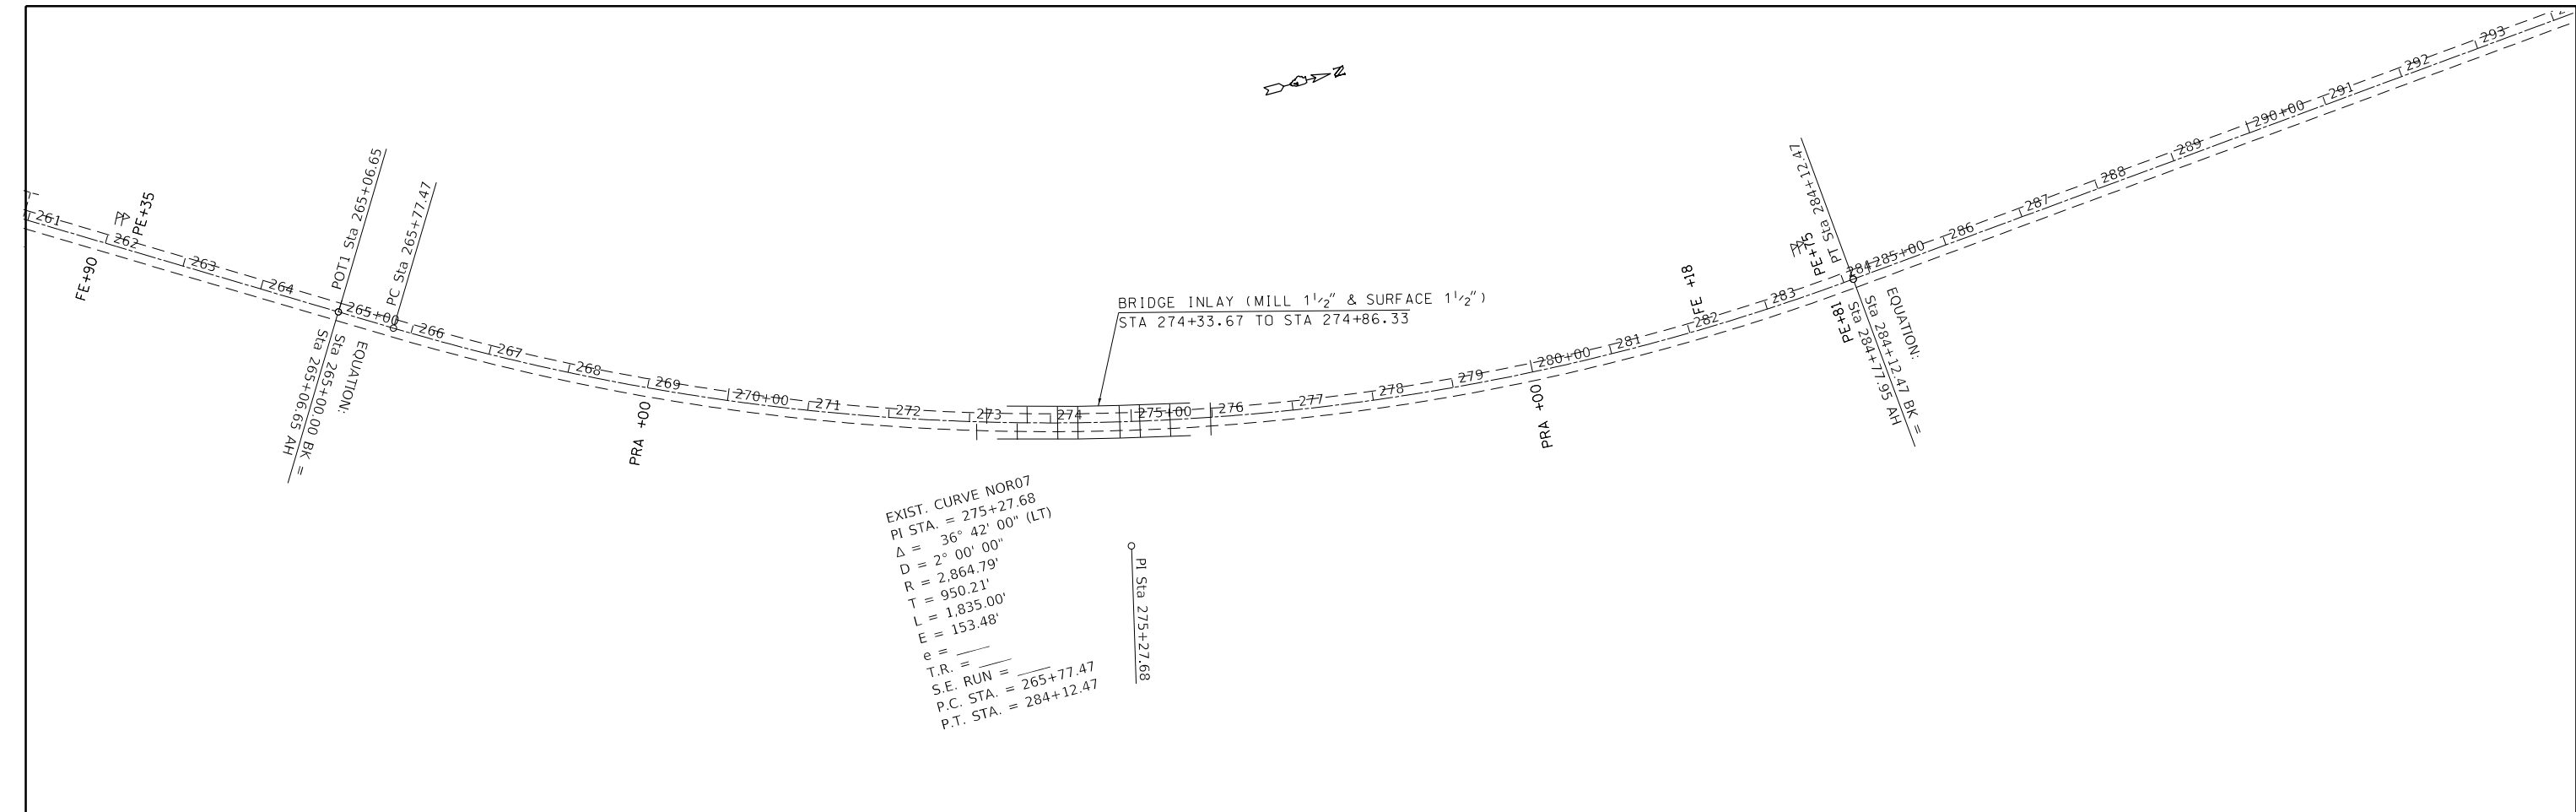 N
261
262
263
264
265+00
266
267
268
269
270+00
271
272
273
274
275+00
276
277
278
279
280+00
281
282
283
284
285+00
286
287
288
289
290+00
291
292
293
PE+35
FE+90
POT1 Sta 265+06.65
PC Sta 265+77.47
EQUATION:
Sta 265+00.00 BK =
Sta 265+06.65 AH
PRA +00
BRIDGE INLAY (MILL 1 1/2" & SURFACE 1 1/2")
STA 274+33.67 TO STA 274+86.33
EXIST. CURVE NOR07
PI STA. = 275+27.68
Δ = 36° 42' 00" (LT)
D = 2° 00' 00"
R = 2,864.79'
T = 950.21'
L = 1,835.00'
E = 153.48'
e = ____
T.R. = ____
S.E. RUN = ____
P.C. STA. = 265+77.47
P.T. STA. = 284+12.47
PI Sta 275+27.68
PRA +00
FE +18
PE+75
PT Sta 284+12.47
PE+81
EQUATION:
Sta 284+12.47 BK =
Sta 284+77.95 AH